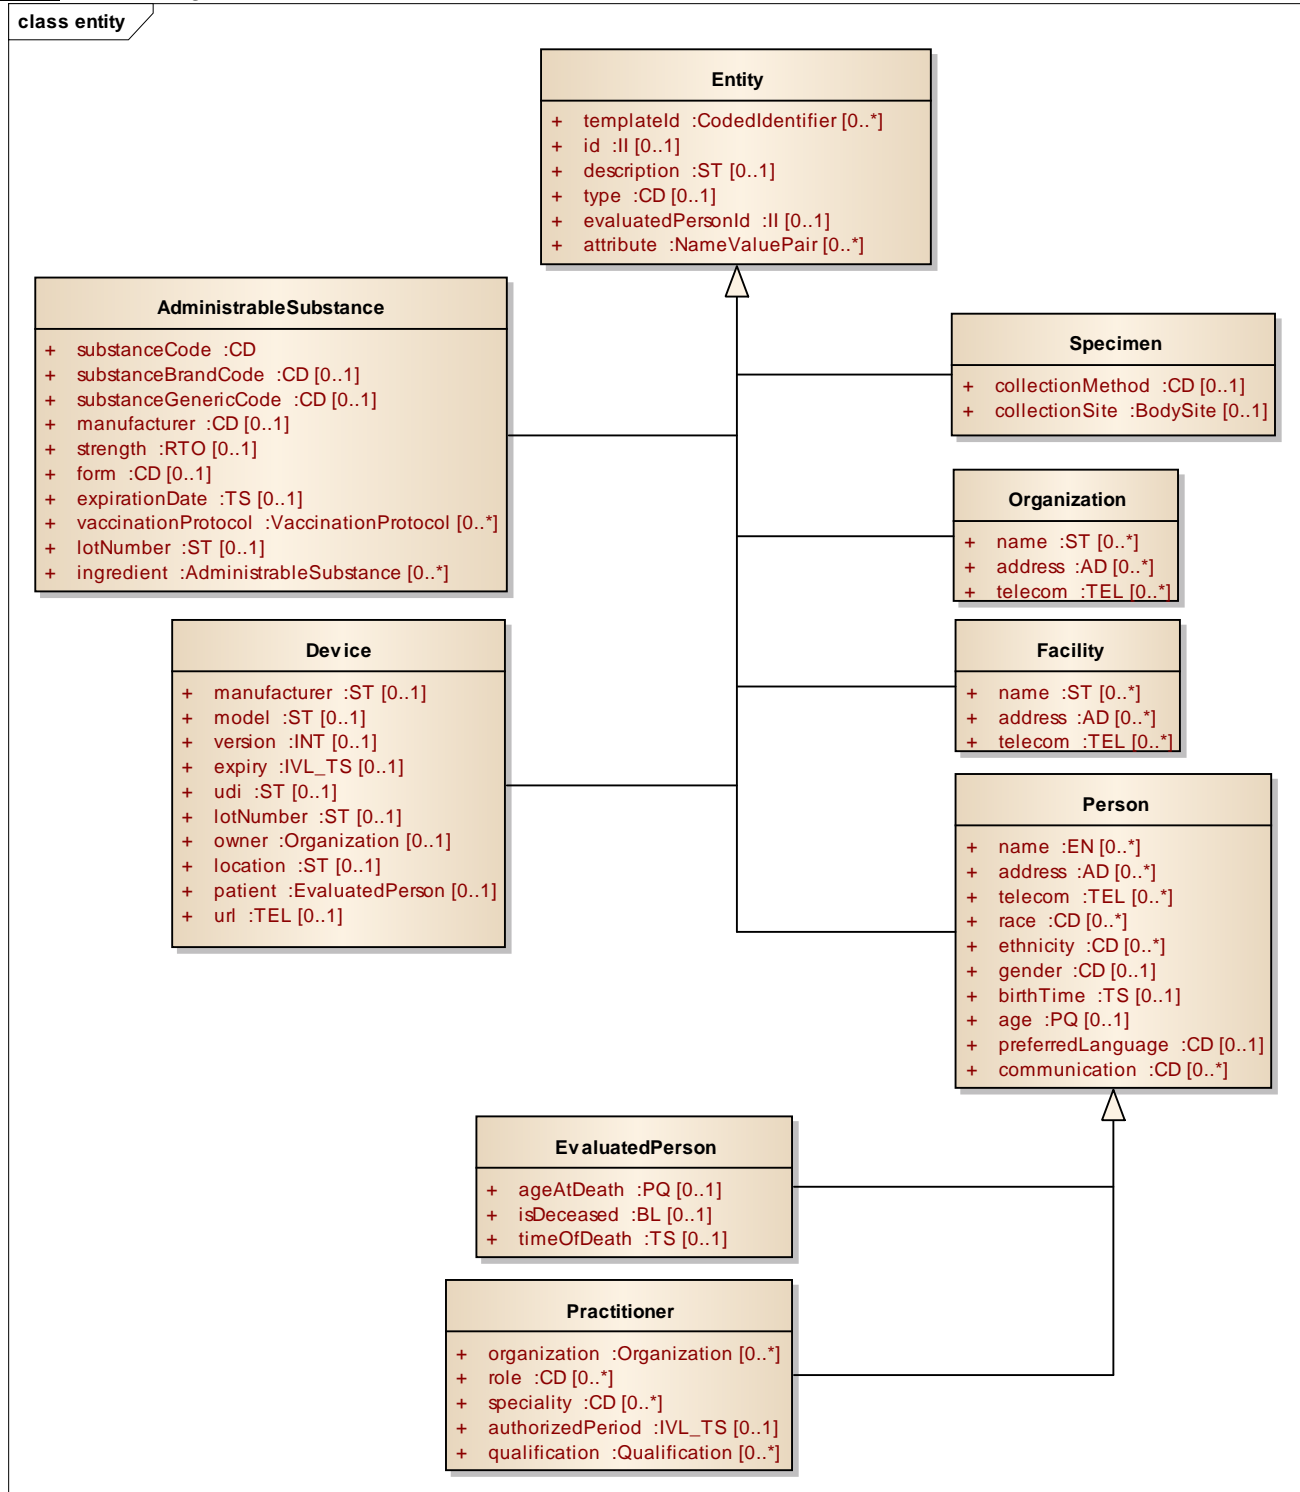 class entity
Entity
+ templateId :CodedIdentifier [0..*]
+ id :II [0..1]
+ description :ST [0..1]
+ type :CD [0..1]
+ evaluatedPersonId :II [0..1]
+ attribute :NameValuePair [0..*]
AdministrableSubstance
+ substanceCode :CD
+ substanceBrandCode :CD [0..1]
+ substanceGenericCode :CD [0..1]
+ manufacturer :CD [0..1]
+ strength :RTO [0..1]
+ form :CD [0..1]
+ expirationDate :TS [0..1]
+ vaccinationProtocol :VaccinationProtocol [0..*]
+ lotNumber :ST [0..1]
+ ingredient :AdministrableSubstance [0..*]
Specimen
+ collectionMethod :CD [0..1]
+ collectionSite :BodySite [0..1]
Organization
+ name :ST [0..*]
+ address :AD [0..*]
+ telecom :TEL [0..*]
Device
+ manufacturer :ST [0..1]
+ model :ST [0..1]
+ version :INT [0..1]
+ expiry :IVL_TS [0..1]
+ udi :ST [0..1]
+ lotNumber :ST [0..1]
+ owner :Organization [0..1]
+ location :ST [0..1]
+ patient :EvaluatedPerson [0..1]
+ url :TEL [0..1]
Facility
+ name :ST [0..*]
+ address :AD [0..*]
+ telecom :TEL [0..*]
Person
+ name :EN [0..*]
+ address :AD [0..*]
+ telecom :TEL [0..*]
+ race :CD [0..*]
+ ethnicity :CD [0..*]
+ gender :CD [0..1]
+ birthTime :TS [0..1]
+ age :PQ [0..1]
+ preferredLanguage :CD [0..1]
+ communication :CD [0..*]
EvaluatedPerson
+ ageAtDeath :PQ [0..1]
+ isDeceased :BL [0..1]
+ timeOfDeath :TS [0..1]
Practitioner
+ organization :Organization [0..*]
+ role :CD [0..*]
+ speciality :CD [0..*]
+ authorizedPeriod :IVL_TS [0..1]
+ qualification :Qualification [0..*]